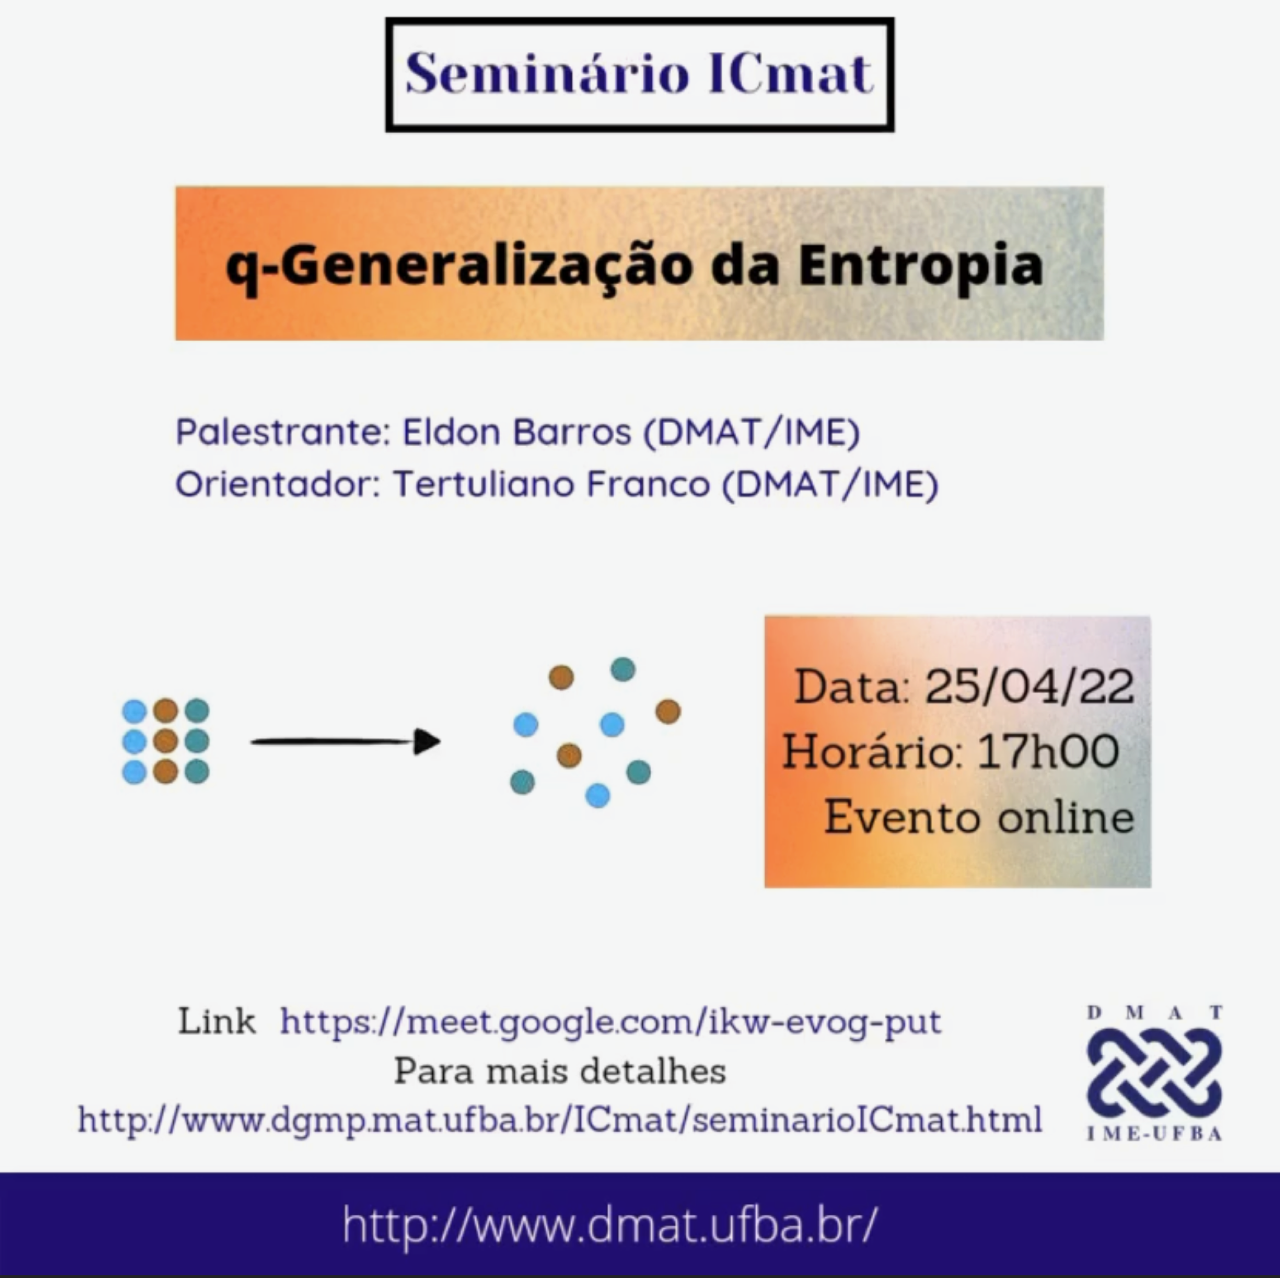 Seminário ICmat
q-Generalização da Entropia
Palestrante: Eldon Barros (DMAT/IME)
Orientador: Tertuliano Franco (DMAT/IME)
Data: 25/04/22
Horário: 17h00
Evento online
Link https://meet.google.com/ikw-evog-put
Para mais detalhes
http://www.dgmp.mat.ufba.br/ICmat/seminarioICmat.html
D M A T
IME-UFBA
http://www.dmat.ufba.br/